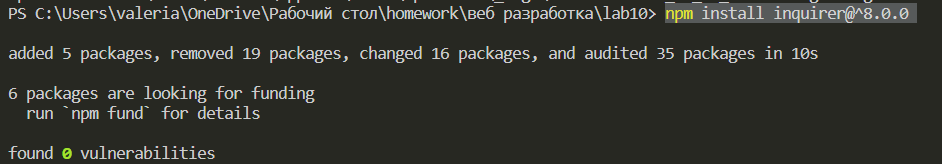 PS C:\Users\valeria\OneDrive\Рабочий стол\homework\веб разработка\lab10> npm install inquirer@^8.0.0
added 5 packages, removed 19 packages, changed 16 packages, and audited 35 packages in 10s
6 packages are looking for funding
run `npm fund` for details
found 0 vulnerabilities